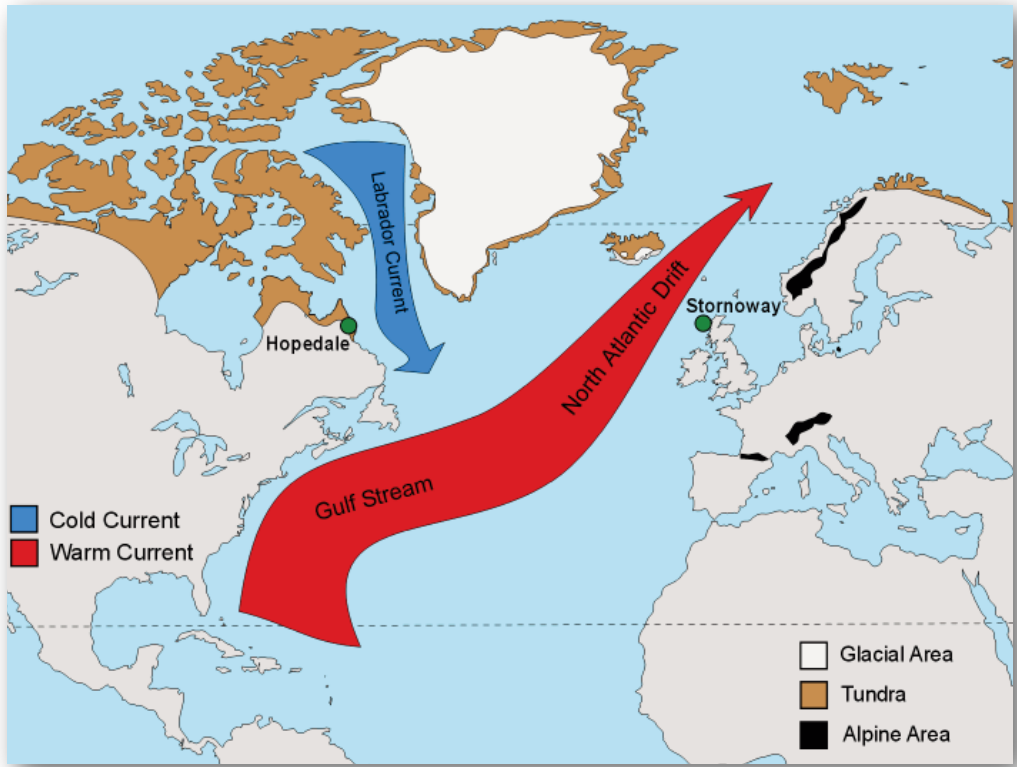 Labrador Current
Hopedale
Stornoway
North Atlantic Drift
Gulf Stream
Cold Current
Warm Current
Glacial Area
Tundra
Alpine Area